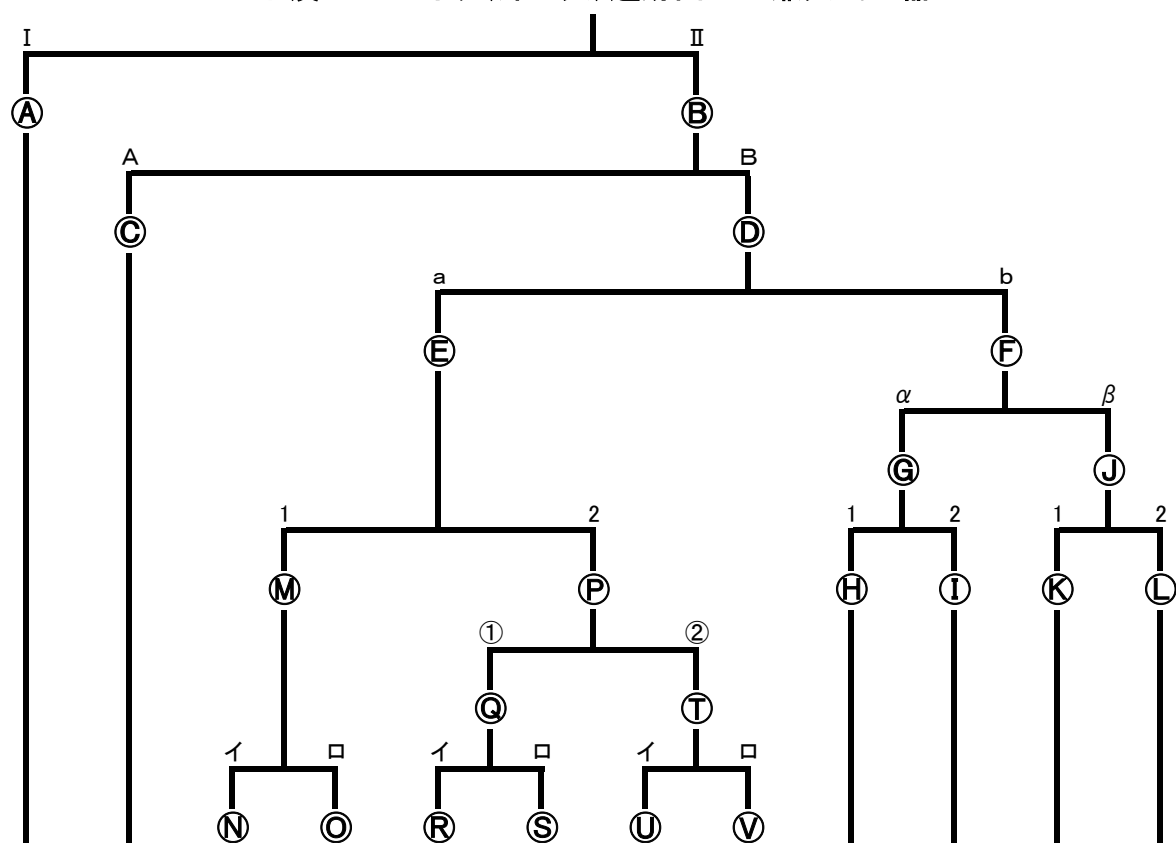 Ⅰ Ⅱ
Ⓐ Ⓑ
A B
Ⓒ Ⓓ
a b
Ⓔ Ⓕ
α β
Ⓖ Ⓙ
1 2 1 2 1 2
Ⓜ Ⓟ Ⓗ Ⓘ Ⓚ Ⓛ
① ②
Ⓠ Ⓣ
イ ロ イ ロ イ ロ
Ⓝ Ⓞ Ⓡ Ⓢ Ⓤ Ⓥ